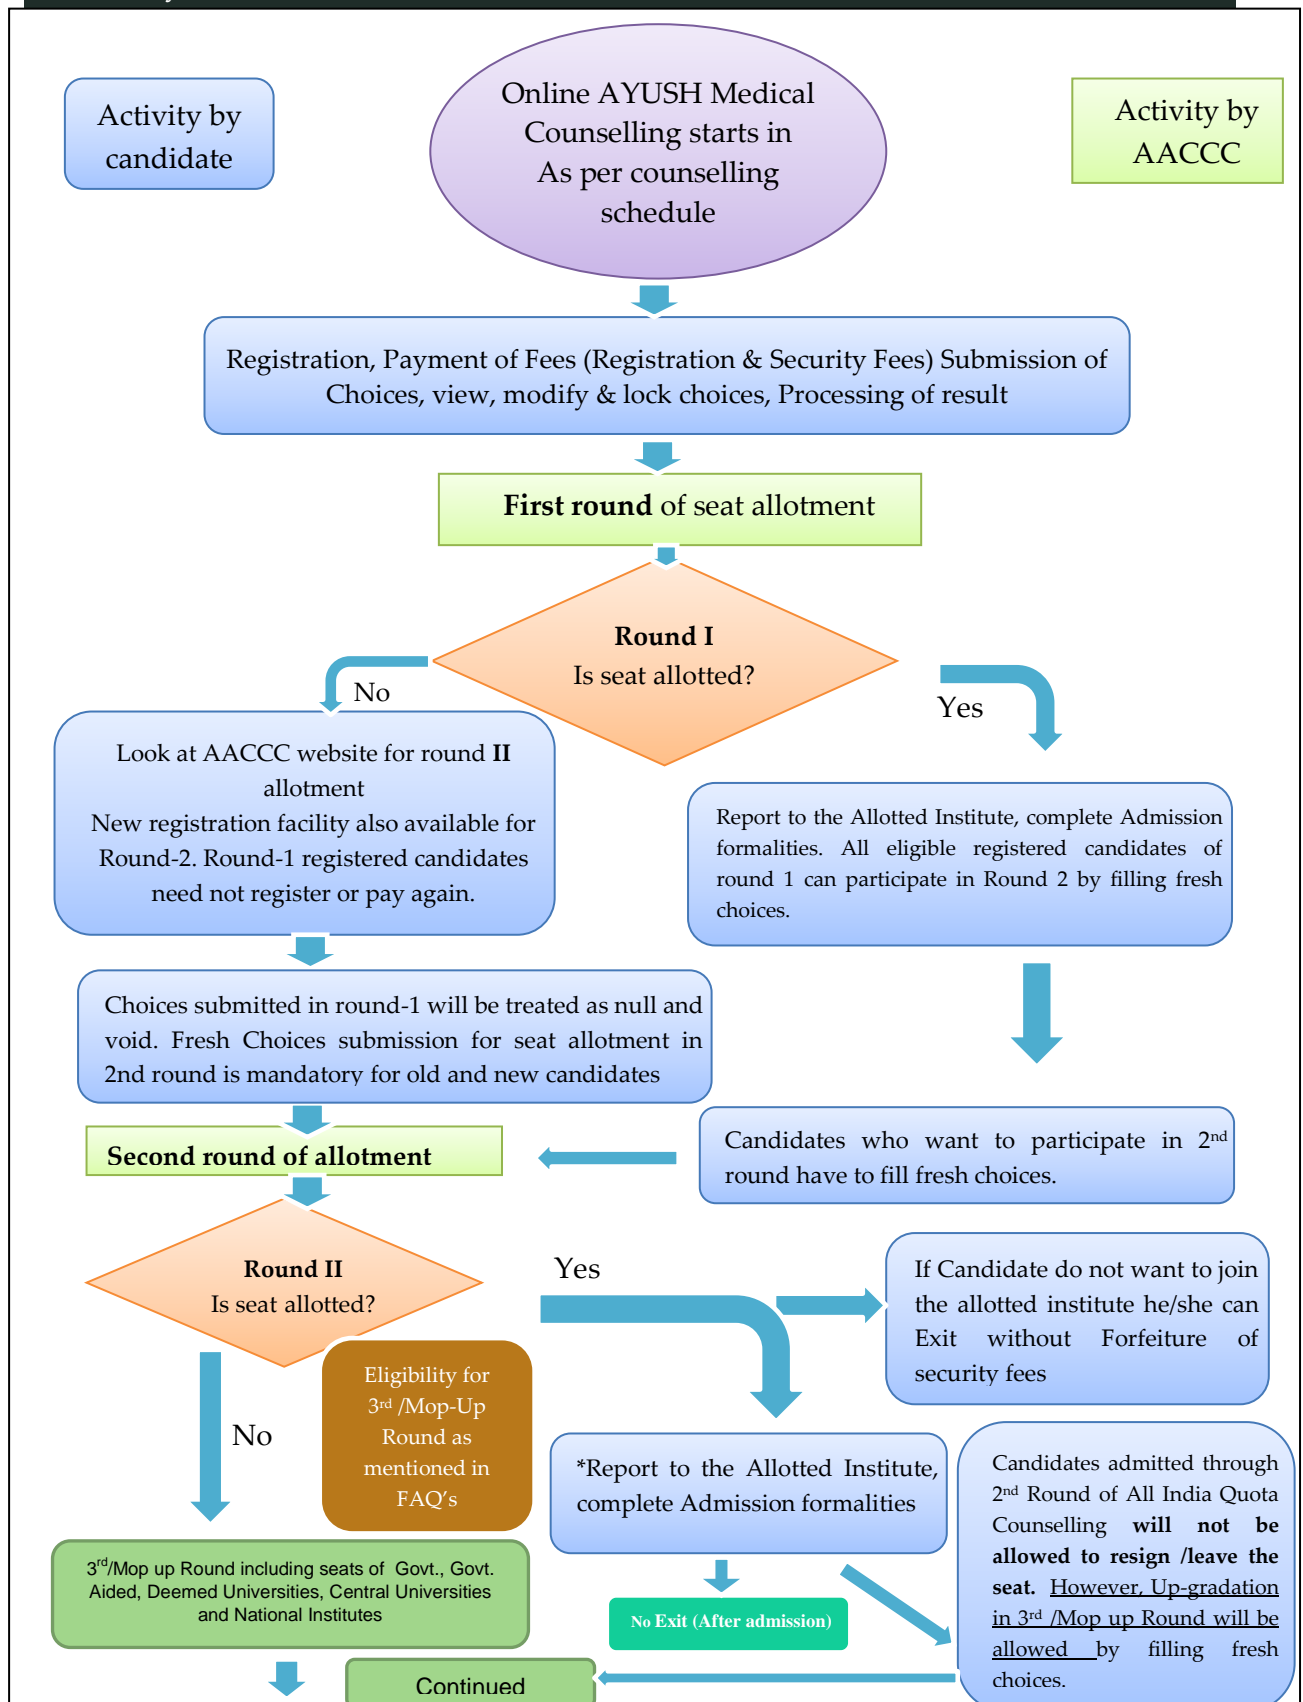 Activity by
candidate
Online AYUSH Medical
Counselling starts in
As per counselling
schedule
Activity by
AACCC
Registration, Payment of Fees (Registration & Security Fees) Submission of
Choices, view, modify & lock choices, Processing of result
First round of seat allotment
Round I
Is seat allotted?
No
Yes
Look at AACCC website for round II
allotment
New registration facility also available for
Round-2. Round-1 registered candidates
need not register or pay again.
Report to the Allotted Institute, complete Admission
formalities. All eligible registered candidates of
round 1 can participate in Round 2 by filling fresh
choices.
Choices submitted in round-1 will be treated as null and
void. Fresh Choices submission for seat allotment in
2nd round is mandatory for old and new candidates
Candidates who want to participate in 2nd
round have to fill fresh choices.
Second round of allotment
Round II
Is seat allotted?
Yes
If Candidate do not want to join
the allotted institute he/she can
Exit without Forfeiture of
security fees
No
Eligibility for
3rd /Mop-Up
Round as
mentioned in
FAQ's
*Report to the Allotted Institute,
complete Admission formalities
Candidates admitted through
2nd Round of All India Quota
Counselling will not be
allowed to resign /leave the
seat. However, Up-gradation
in 3rd /Mop up Round will be
allowed by filling fresh
choices.
3rd/Mop up Round including seats of Govt., Govt.
Aided, Deemed Universities, Central Universities
and National Institutes
No Exit (After admission)
Continued